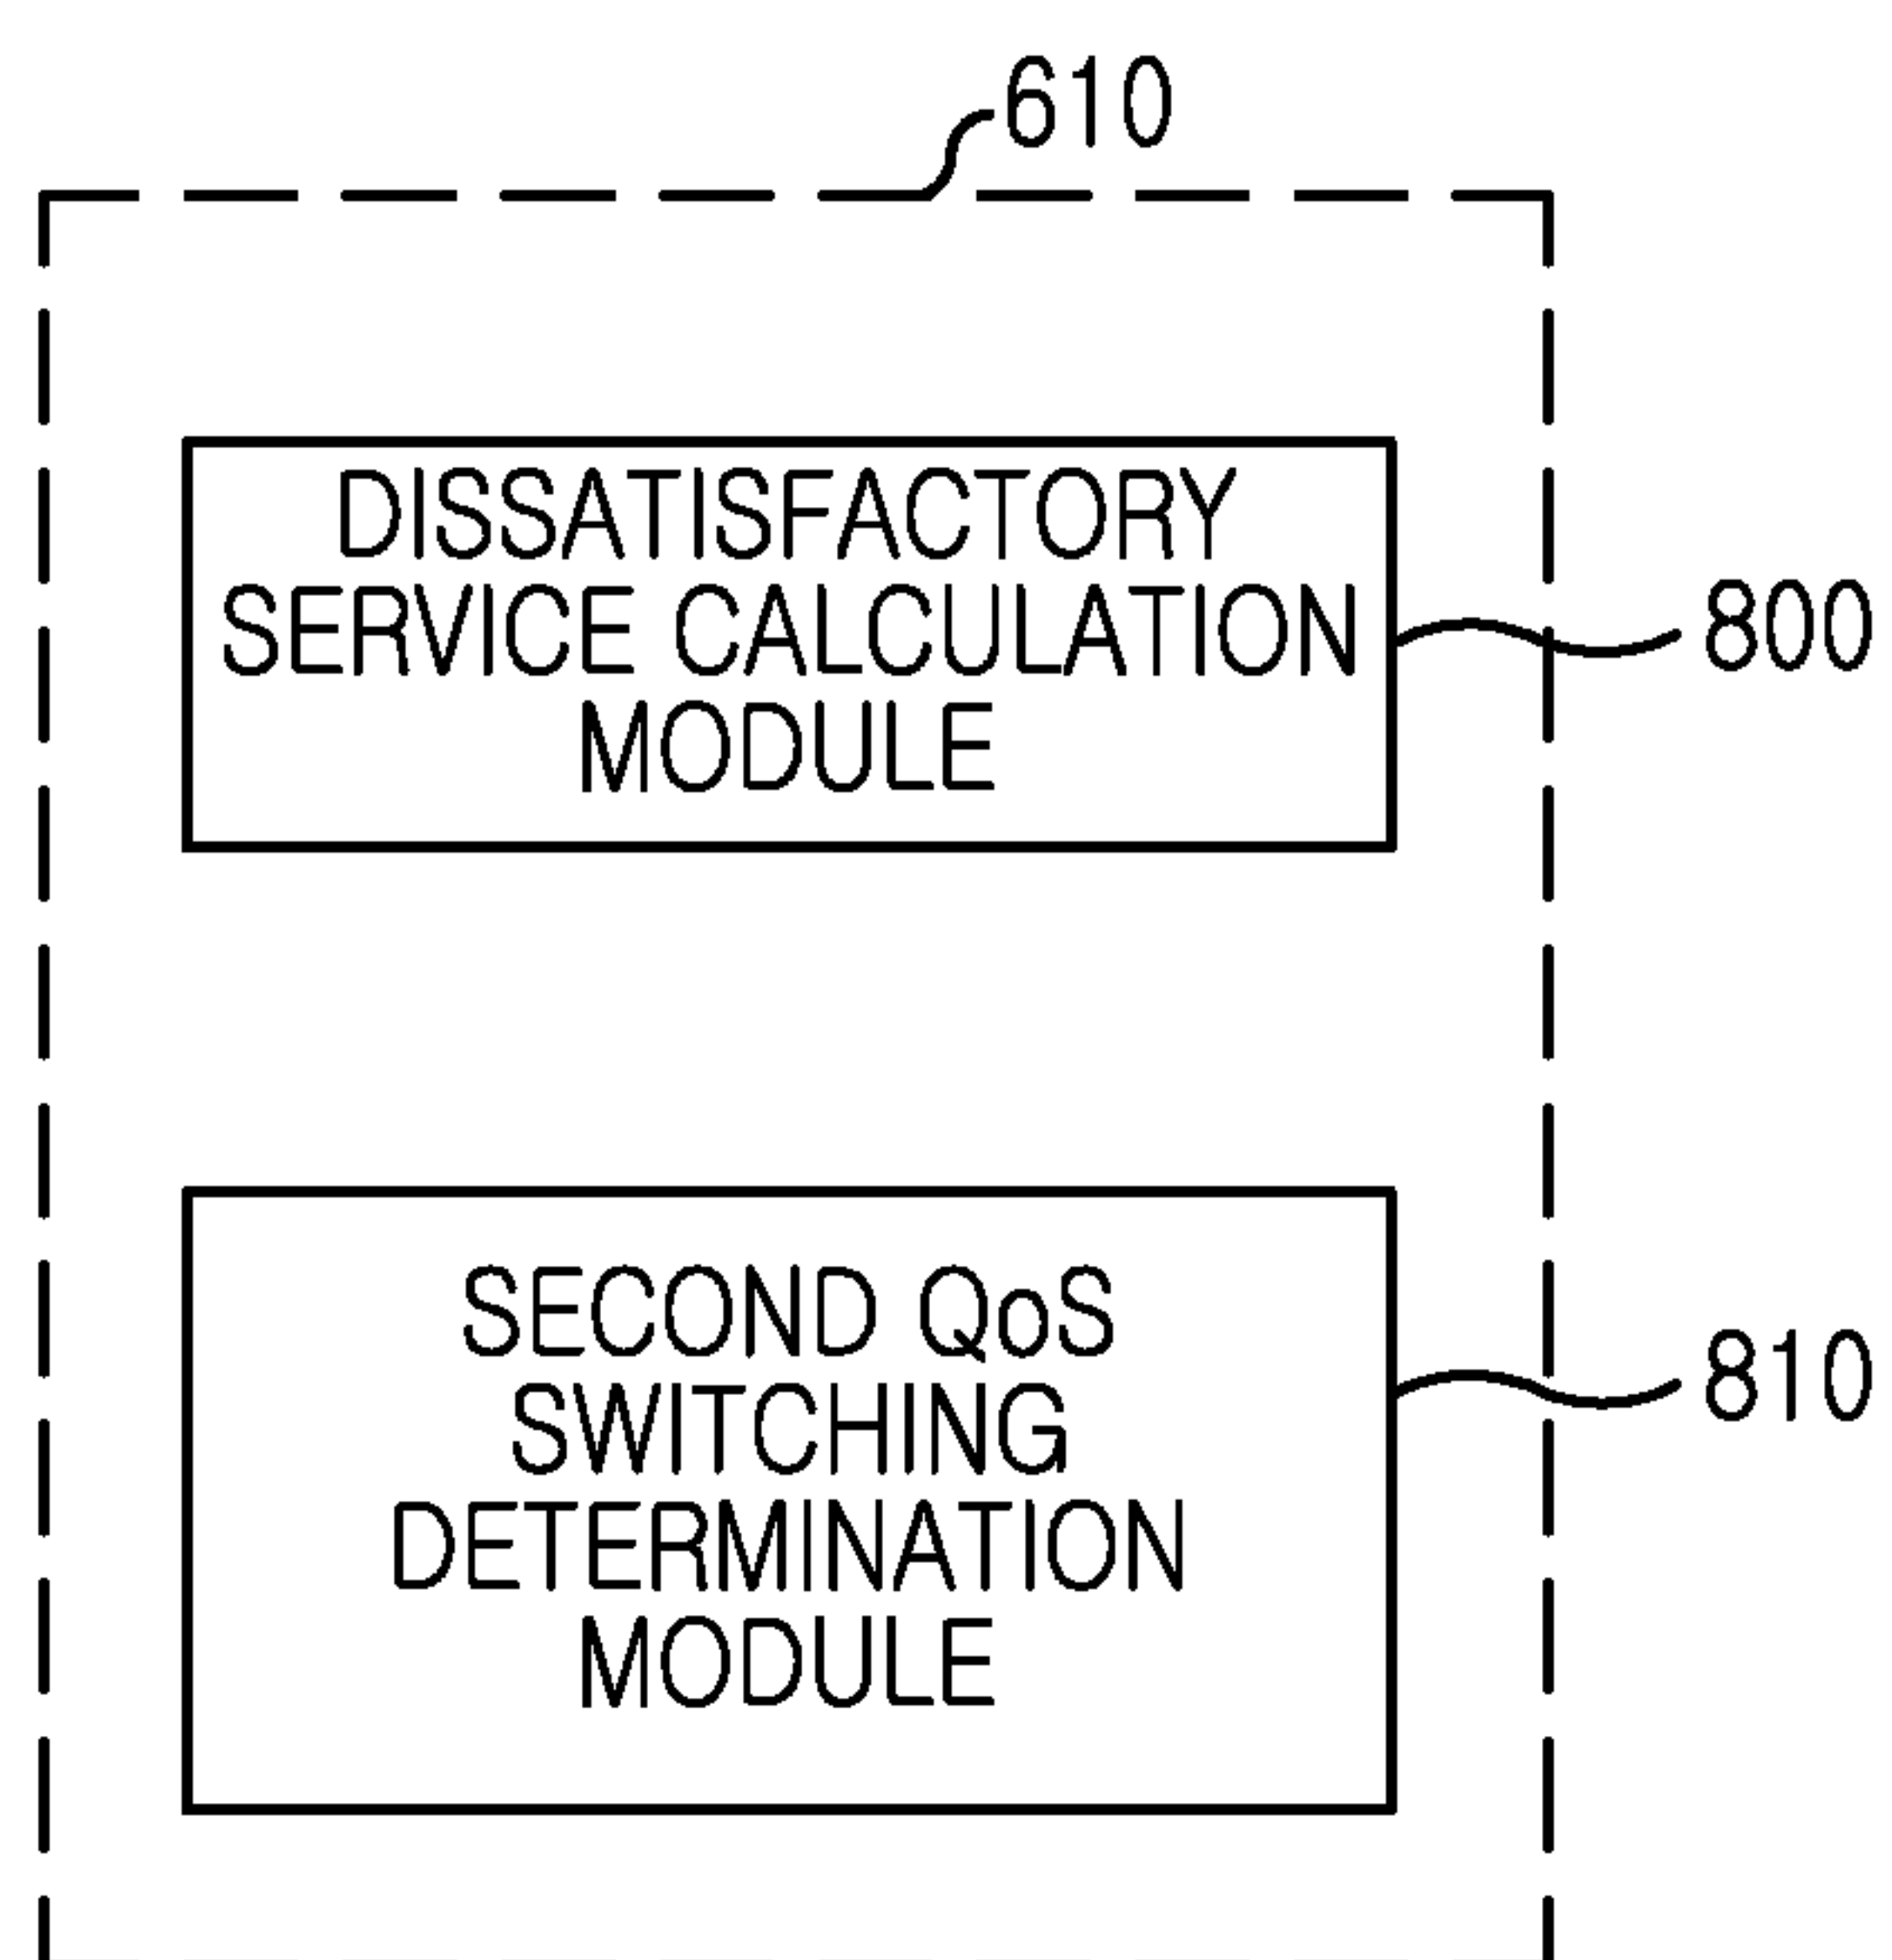 610
DISSATISFACTORY
SERVICE CALCULATION
MODULE
800
SECOND QoS
SWITCHING
DETERMINATION
MODULE
810